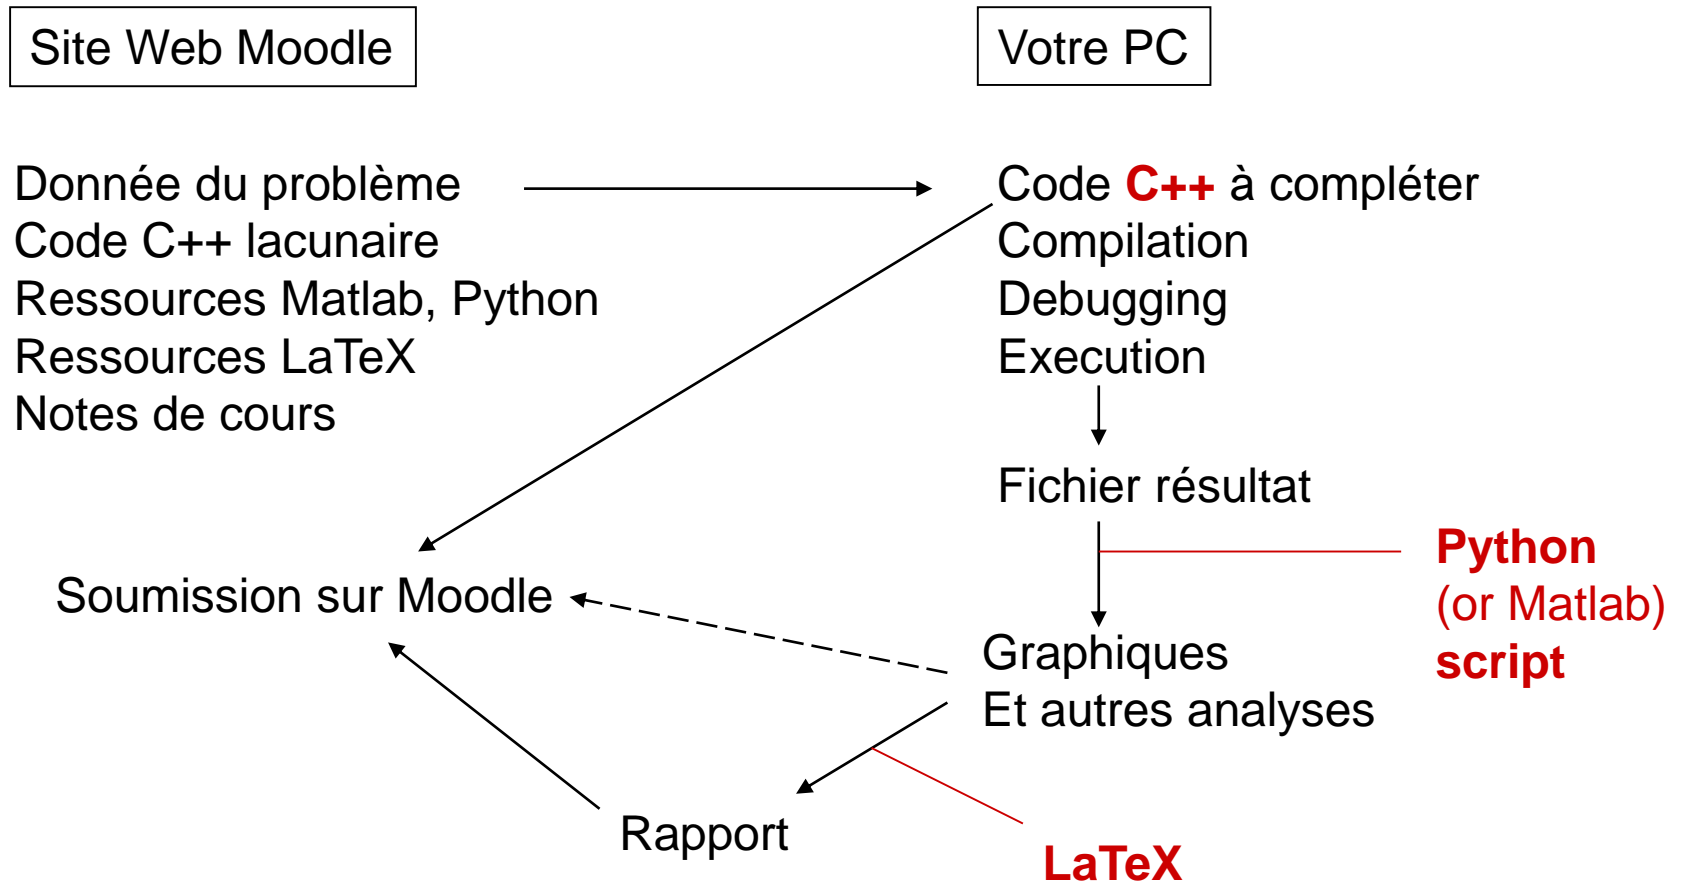 Site Web Moodle
Votre PC
Donnée du problème
Code C++ lacunaire
Ressources Matlab, Python
Ressources LaTeX
Notes de cours
Code C++ à compléter
Compilation
Debugging
Execution
Fichier résultat
Python
(or Matlab)
script
Soumission sur Moodle
Graphiques
Et autres analyses
Rapport
LaTeX